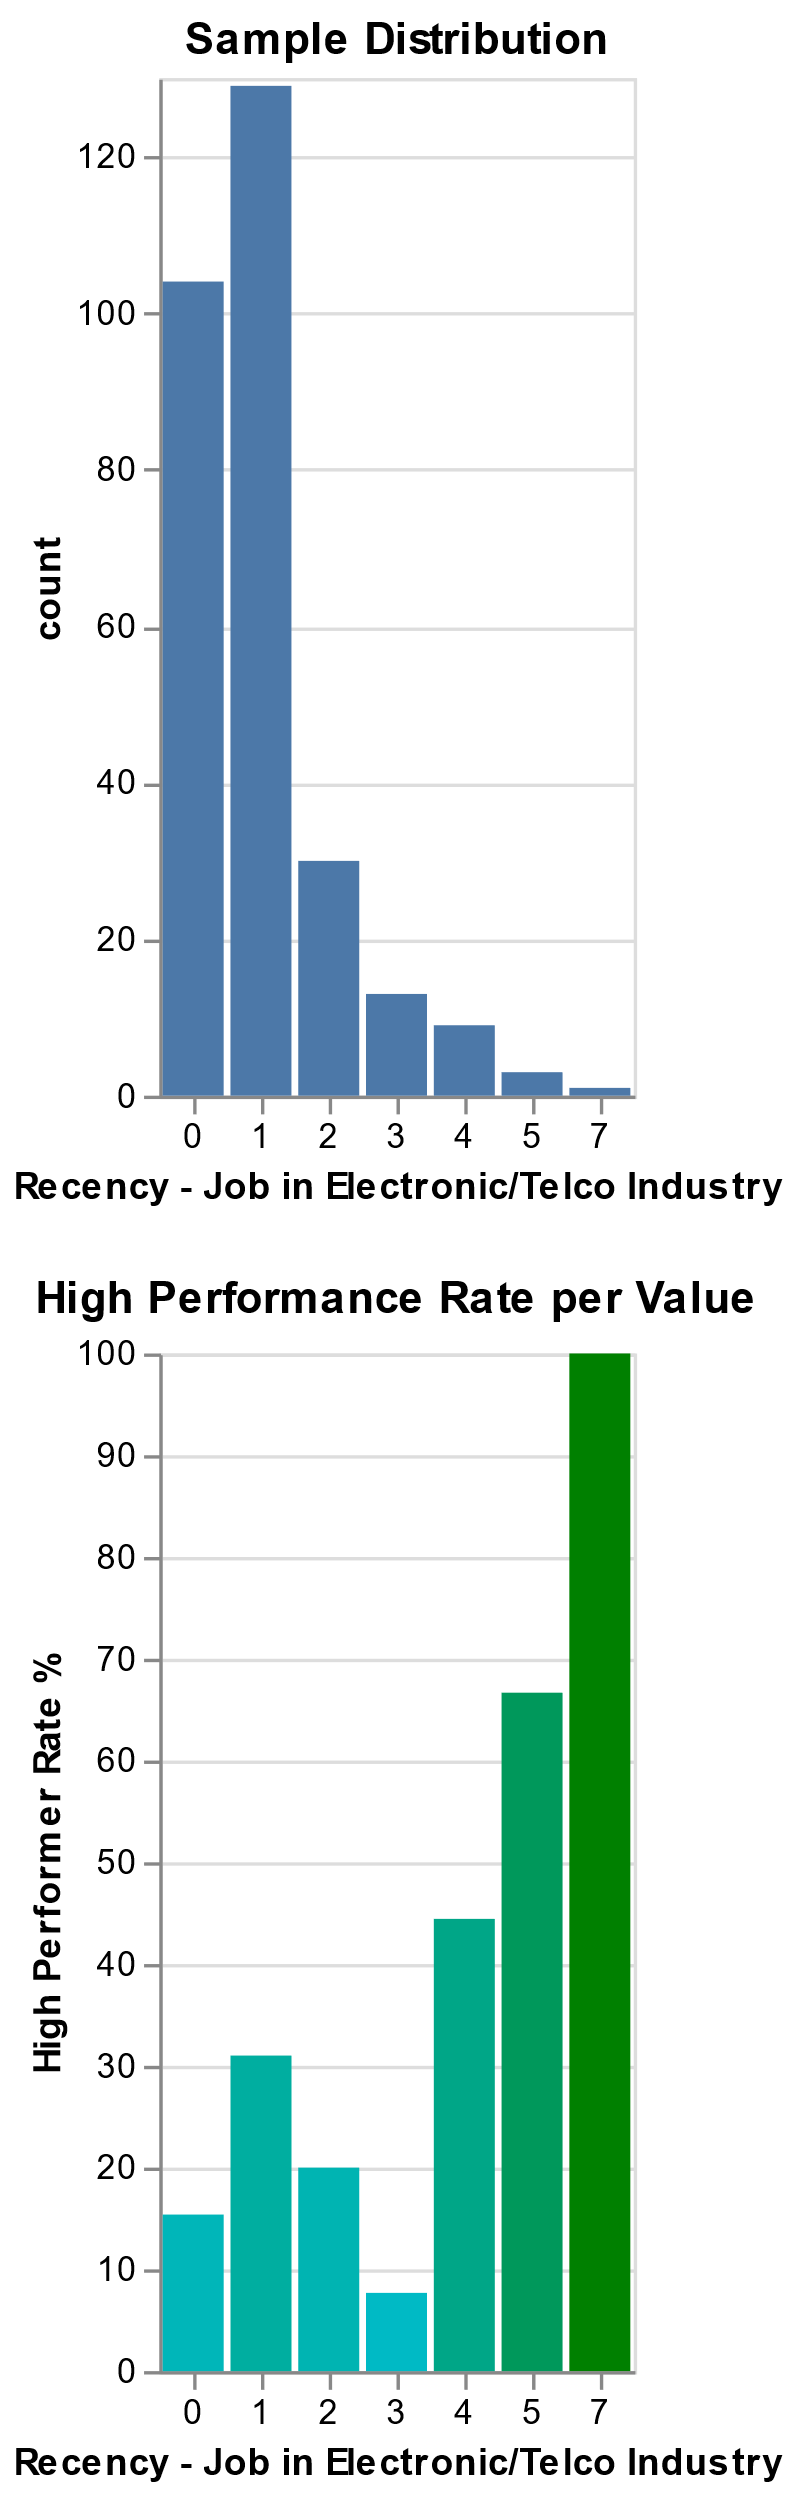 Sample Distribution
120
100
80
60
40
20
0
count
0 1 2 3 4 5 7
Recency - Job in Electronic/Telco Industry
High Performance Rate per Value
100
90
80
70
60
50
40
30
20
10
0
High Performer Rate %
0 1 2 3 4 5 7
Recency - Job in Electronic/Telco Industry